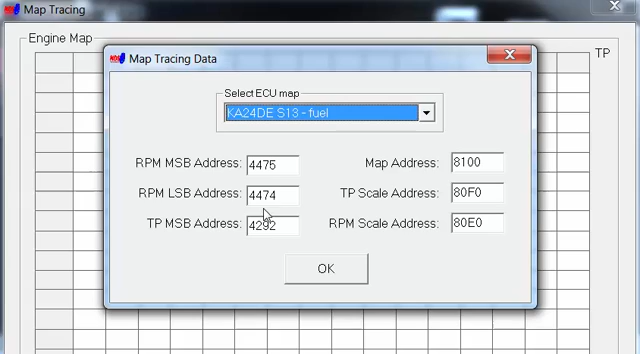 Map Tracing
Engine Map
TP
Map Tracing Data
Select ECU map
KA24DE S13 - fuel
RPM MSB Address: 4475
Map Address: 8100
RPM LSB Address: 4474
TP Scale Address: 80F0
TP MSB Address: 4292
RPM Scale Address: 80E0
OK